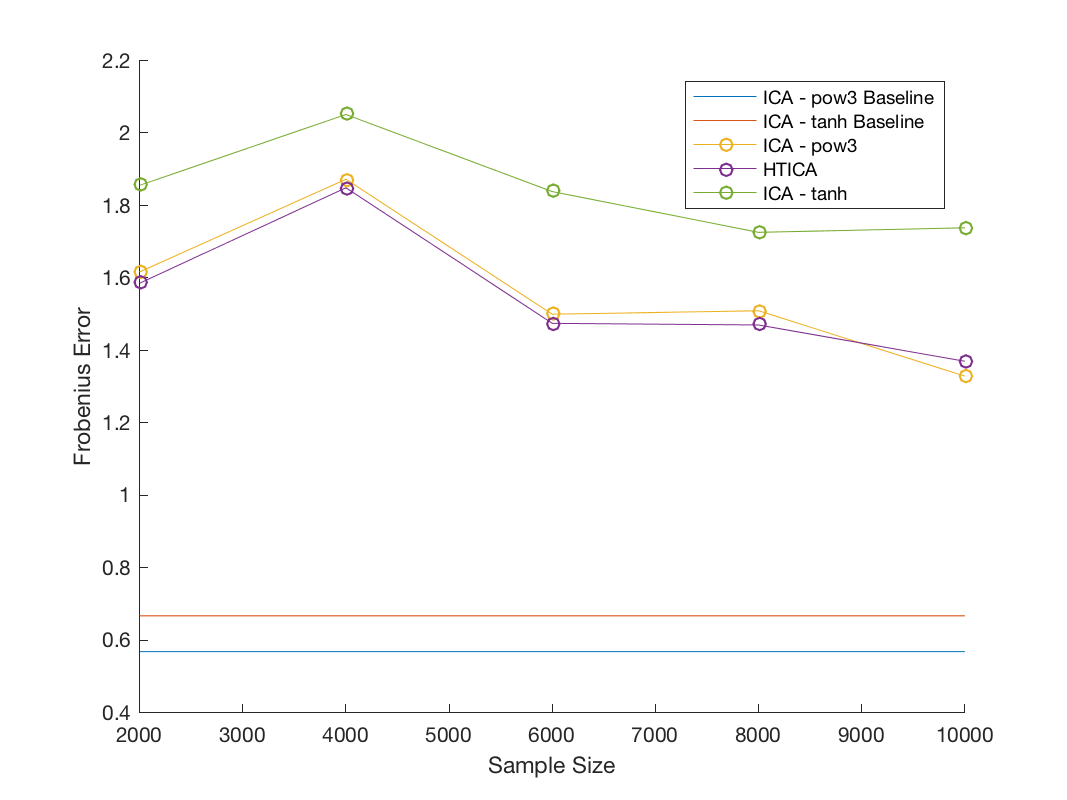 2.2
2
1.8
1.6
1.4
1.2
1
0.8
0.6
0.4
Frobenius Error
2000 3000 4000 5000 6000 7000 8000 9000 10000
Sample Size
ICA - pow3 Baseline
ICA - tanh Baseline
ICA - pow3
HTICA
ICA - tanh